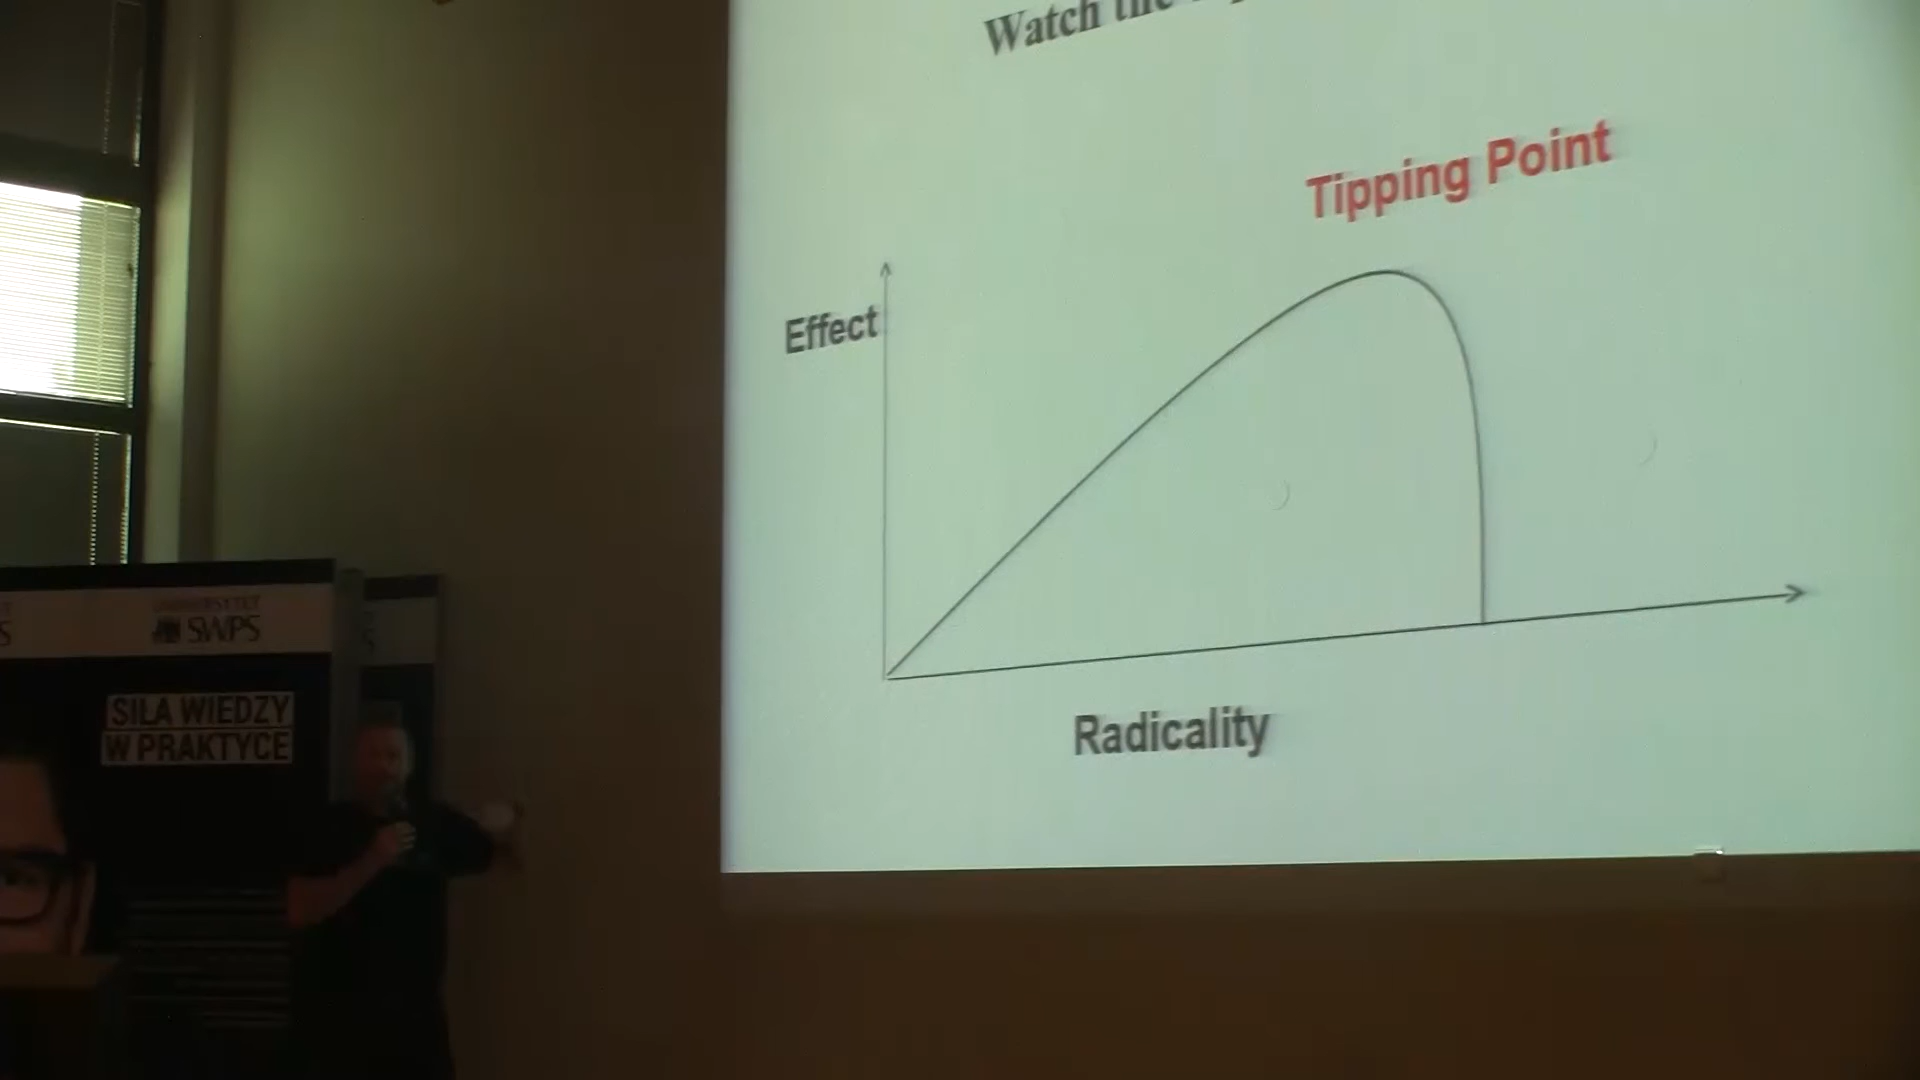 Watch the
Tipping Point
Effect
Radicality
UNIWERSYTET
SWPS
SIŁA WIEDZY
W PRAKTYCE
S